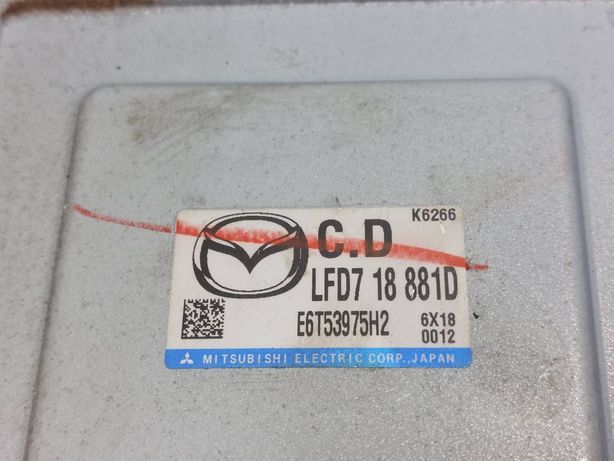 K6266
C.D
LFD7 18 881D
E6T53975H2 6X18
0012
MITSUBISHI ELECTRIC CORP.,JAPAN